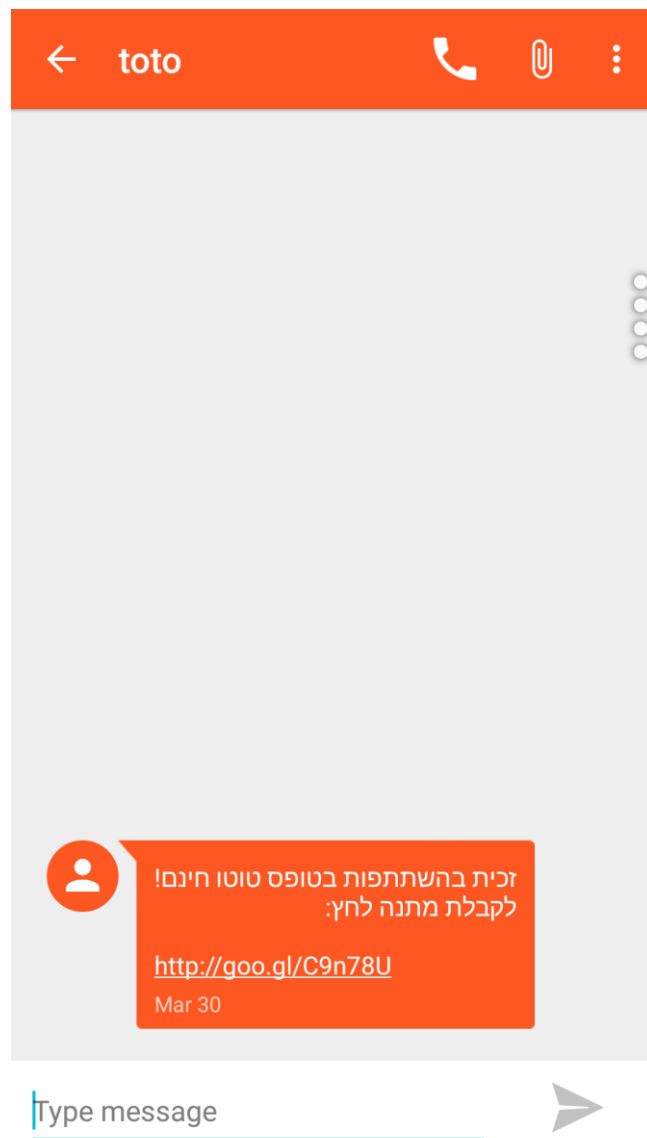 toto
זכית בהשתתפות בטופס טוטו חינם!
לקבלת מתנה לחץ:
http://goo.gl/C9n78U
Mar 30
Type message